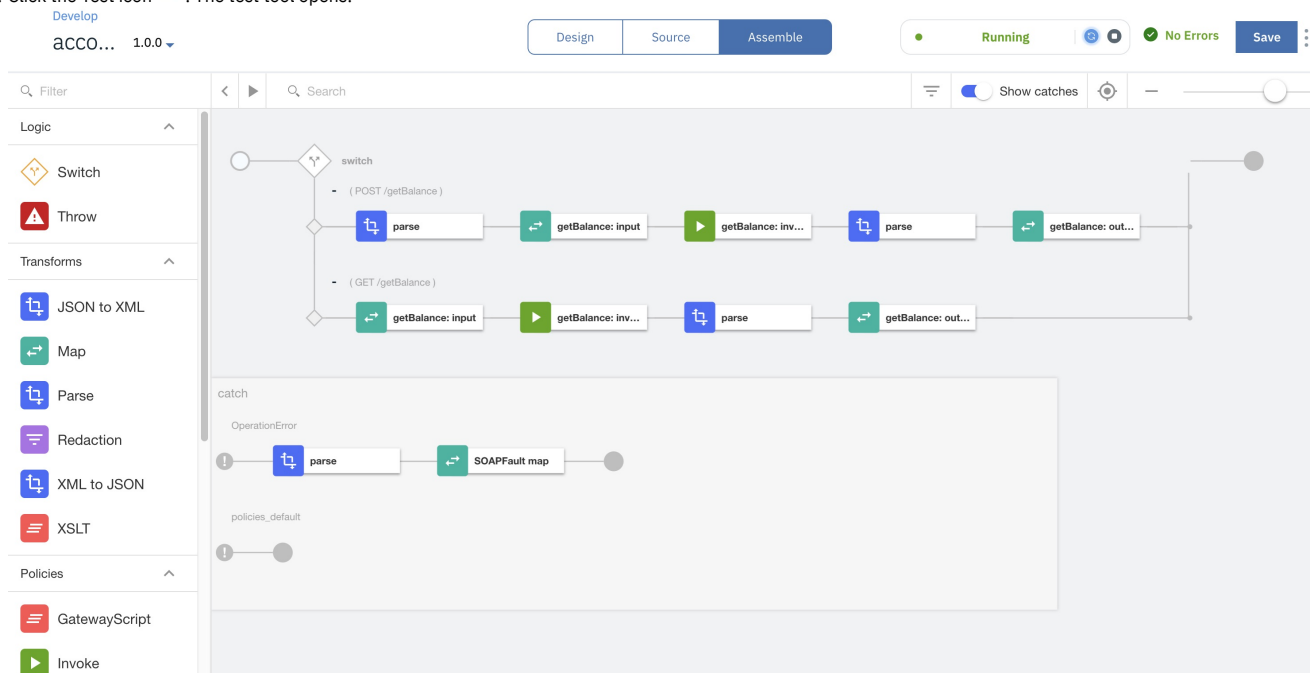 Click the Test icon . The test tool opens.
Develop
acco... 1.0.0
Design Source Assemble
Running
No Errors
Save
Filter
Search
Show catches
Logic
Switch
Throw
Transforms
JSON to XML
Map
Parse
Redaction
XML to JSON
XSLT
Policies
GatewayScript
Invoke
switch
- ( POST /getBalance )
parse getBalance: input getBalance: inv... parse getBalance: out...
- ( GET /getBalance )
getBalance: input getBalance: inv... parse getBalance: out...
catch
OperationError
parse SOAPFault map
policies_default